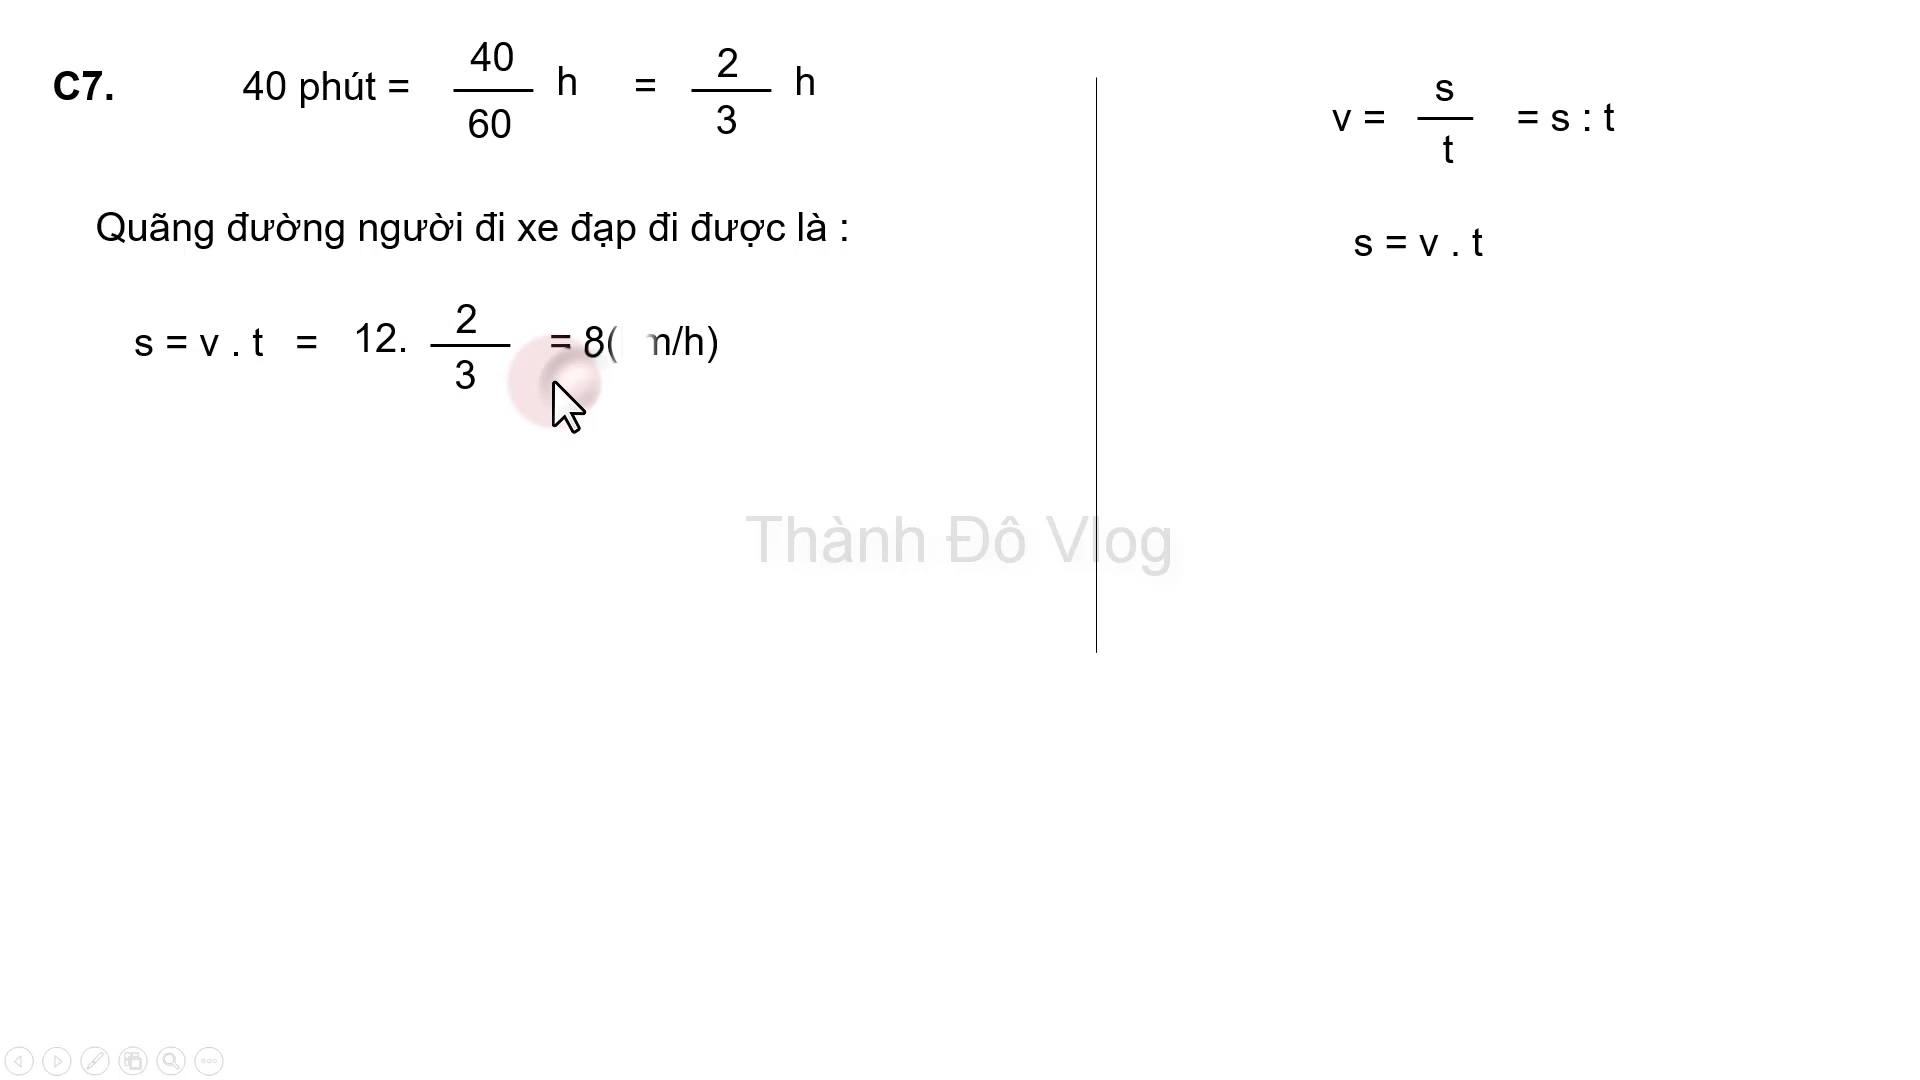 C7. 40 phút = 40/60 h = 2/3 h
Quãng đường người đi xe đạp đi được là :
s = v . t = 12. 2/3 = 8( m/h)
v = s/t = s : t
s = v . t
Thành Đô Vlog